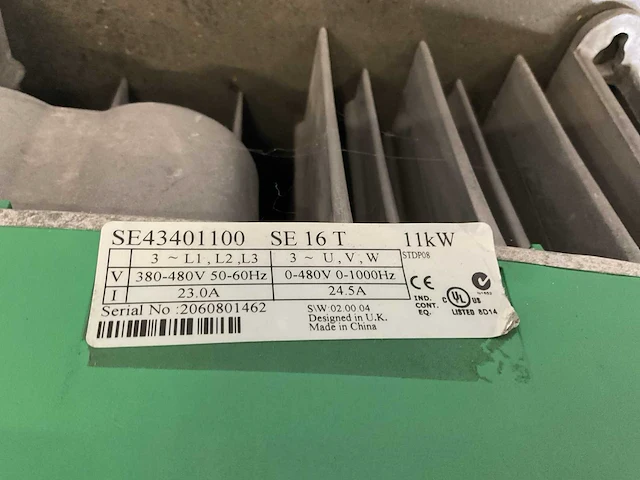 SE43401100 SE 16 T 11kW
3 ~ L1, L2, L3 3 ~ U, V, W STDP08
V 380-480V 50-60Hz 0-480V 0-1000Hz
I 23.0A 24.5A
Serial No :2060801462 S\W:02.00.04
Designed in U.K.
Made in China
CE
IND.
CONT.
EQ.
C UL US
LISTED 8D14